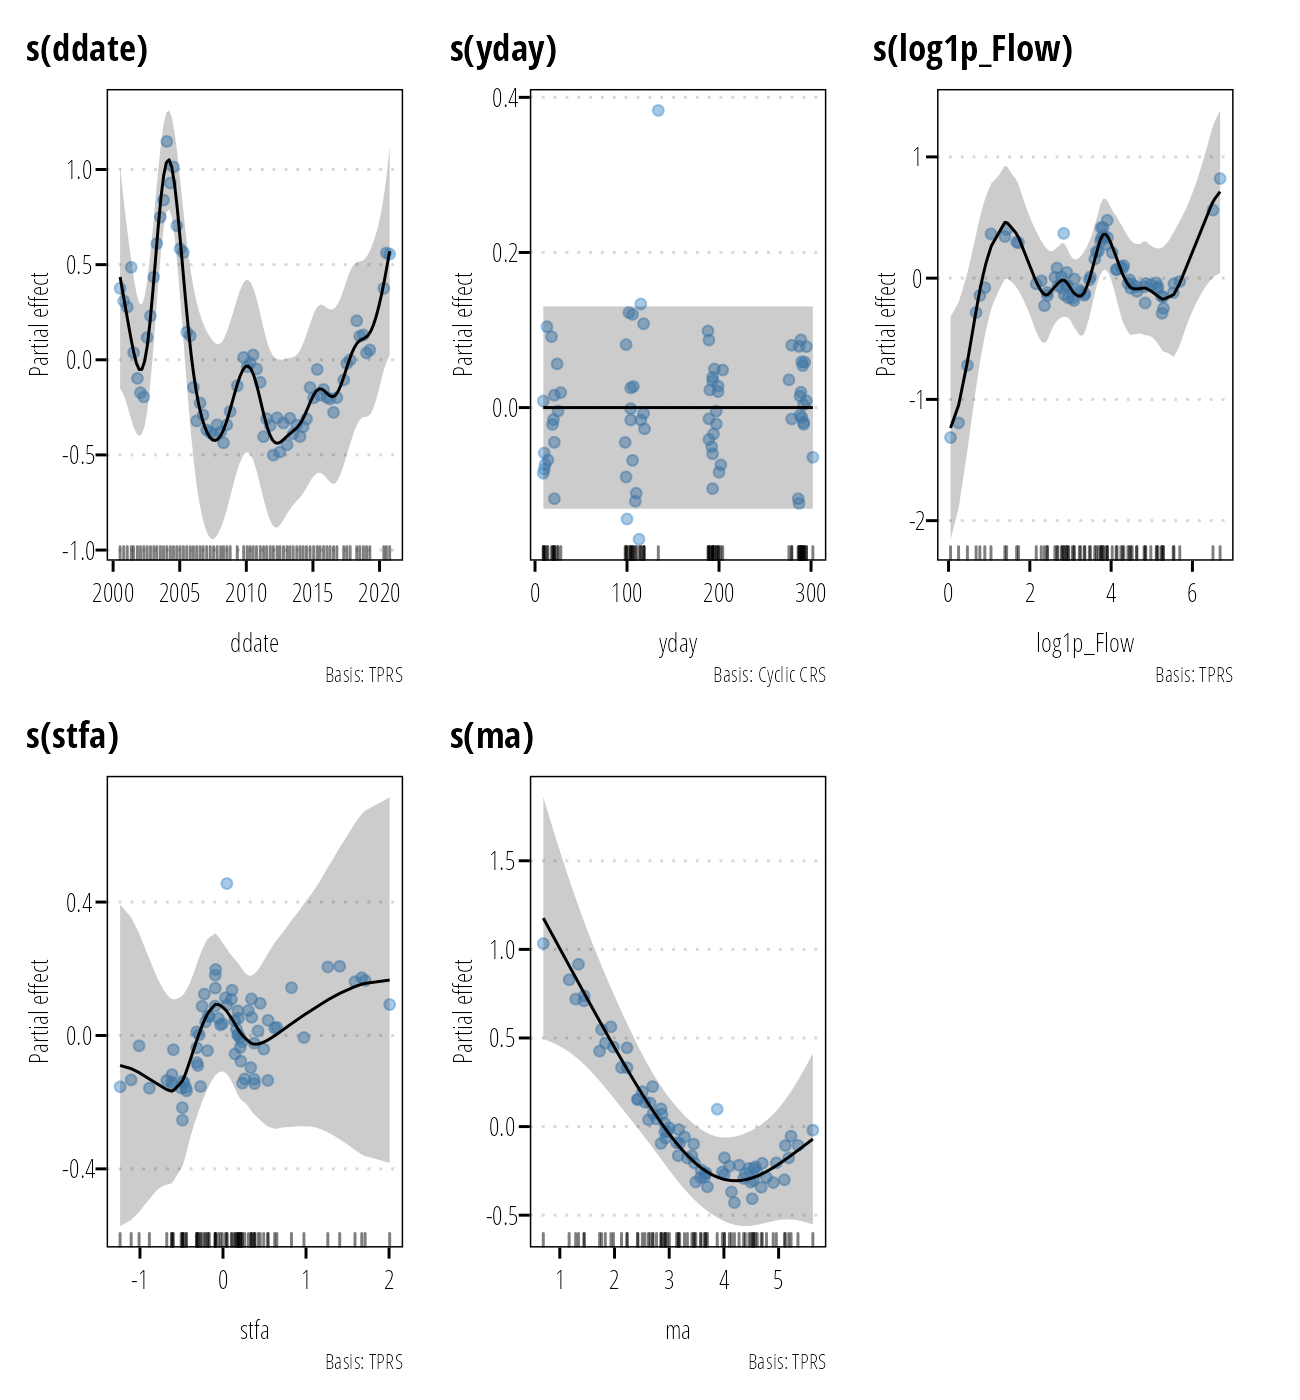 s(ddate)
s(yday)
s(log1p_Flow)
Partial effect
1.0
0.5
0.0
-0.5
-1.0
2000 2005 2010 2015 2020
ddate
Basis: TPRS
Partial effect
0.4
0.2
0.0
0 100 200 300
yday
Basis: Cyclic CRS
Partial effect
1
0
-1
-2
0 2 4 6
log1p_Flow
Basis: TPRS
s(stfa)
s(ma)
Partial effect
0.4
0.0
-0.4
-1 0 1 2
stfa
Basis: TPRS
Partial effect
1.5
1.0
0.5
0.0
-0.5
1 2 3 4 5
ma
Basis: TPRS